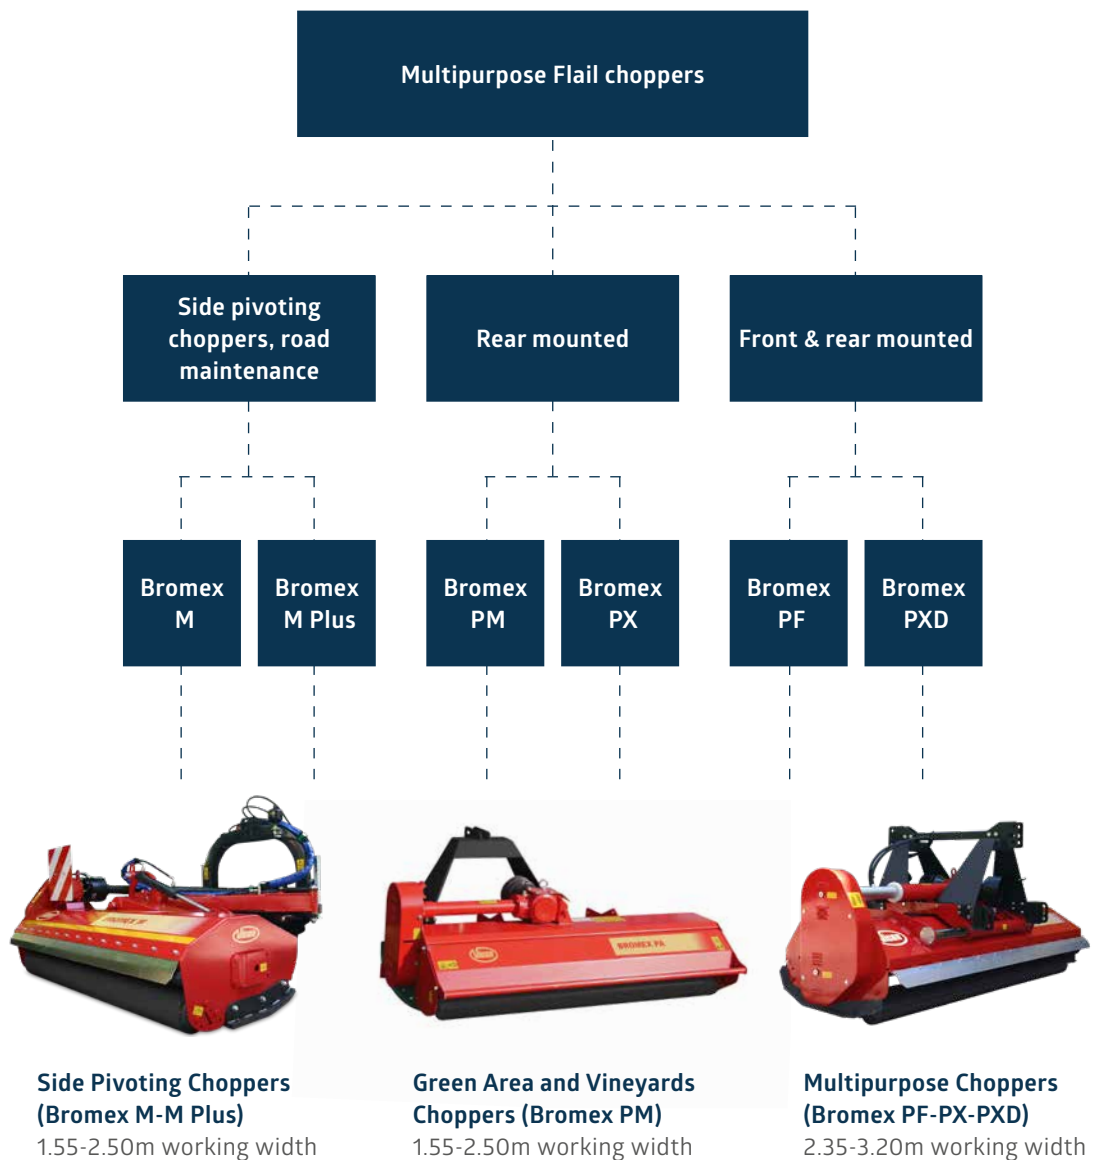 Multipurpose Flail choppers
Side pivoting
choppers, road
maintenance
Rear mounted
Front & rear mounted
Bromex
M
Bromex
M Plus
Bromex
PM
Bromex
PX
Bromex
PF
Bromex
PXD
BROMEX M
BROMEX PA
Side Pivoting Choppers
(Bromex M-M Plus)
1.55-2.50m working width
Green Area and Vineyards
Choppers (Bromex PM)
1.55-2.50m working width
Multipurpose Choppers
(Bromex PF-PX-PXD)
2.35-3.20m working width